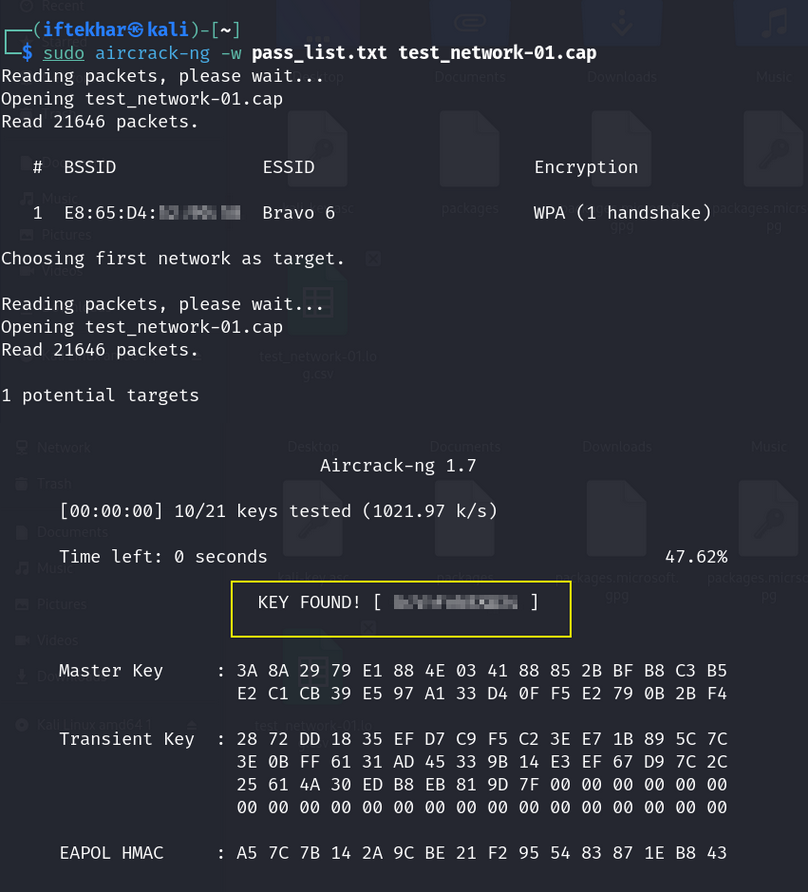 (iftekhar㉿kali)-[~]
$ sudo aircrack-ng -w pass_list.txt test_network-01.cap
Reading packets, please wait...
Opening test_network-01.cap
Read 21646 packets.
# BSSID ESSID Encryption
1 E8:65:D4: Bravo 6 WPA (1 handshake)
Choosing first network as target.
Reading packets, please wait...
Opening test_network-01.cap
Read 21646 packets.
1 potential targets
Aircrack-ng 1.7
[00:00:00] 10/21 keys tested (1021.97 k/s)
Time left: 0 seconds 47.62%
KEY FOUND! [ ]
Master Key : 3A 8A 29 79 E1 88 4E 03 41 88 85 2B BF B8 C3 B5
E2 C1 CB 39 E5 97 A1 33 D4 0F F5 E2 79 0B 2B F4
Transient Key : 28 72 DD 18 35 EF D7 C9 F5 C2 3E E7 1B 89 5C 7C
3E 0B FF 61 31 AD 45 33 9B 14 E3 EF 67 D9 7C 2C
25 61 4A 30 ED B8 EB 81 9D 7F 00 00 00 00 00 00
00 00 00 00 00 00 00 00 00 00 00 00 00 00 00 00
EAPOL HMAC : A5 7C 7B 14 2A 9C BE 21 F2 95 54 83 87 1E B8 43